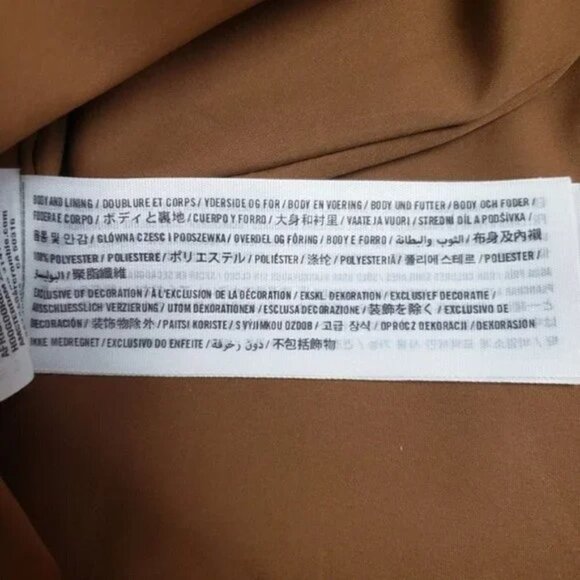 BODY AND LINING / DOUBLURE ET CORPS / YDERSIDE OG FOR / BODY EN VOERING / BODY UND FUTTER / BODY OCH FODER /
FODERA E CORPO / ボディと裏地 / CUERPO Y FORRO / 大身和衬里 / VAATE JA VUORI / STREDNÍ DÍL A PODŠÍVKA /
몸통 및 안감 / GŁÓWNA CZESC I PODSZEWKA / OVERDEL OG FÔRING / BODY E FORRO / الثوب والبطانة / 布身及內襯
100% POLYESTER / POLIESTERE / ポリエステル / POLIÉSTER / 涤纶 / POLYESTERIÄ / 폴리에스테르 / POLIESTER /
البوليستر / 聚脂纖維
EXCLUSIVE OF DECORATION / À L'EXCLUSION DE LA DÉCORATION / EKSKL. DEKORATION / EXCLUSIEF DECORATIE /
AUSSCHLIESSLICH VERZIERUNG / UTOM DEKORATIONEN / ESCLUSA DECORAZIONE / 装飾を除く / EXCLUSIVO DE
DECORACIÓN / 装饰物除外 / PAITSI KORISTE / S VÝJIMKOU OZDOB / 고급 장식 / OPRÓCZ DEKORACJI / DEKORASJON
IKKE MEDREGNET / EXCLUSIVO DO ENFEITE / دون زخرفة / 不包括飾物